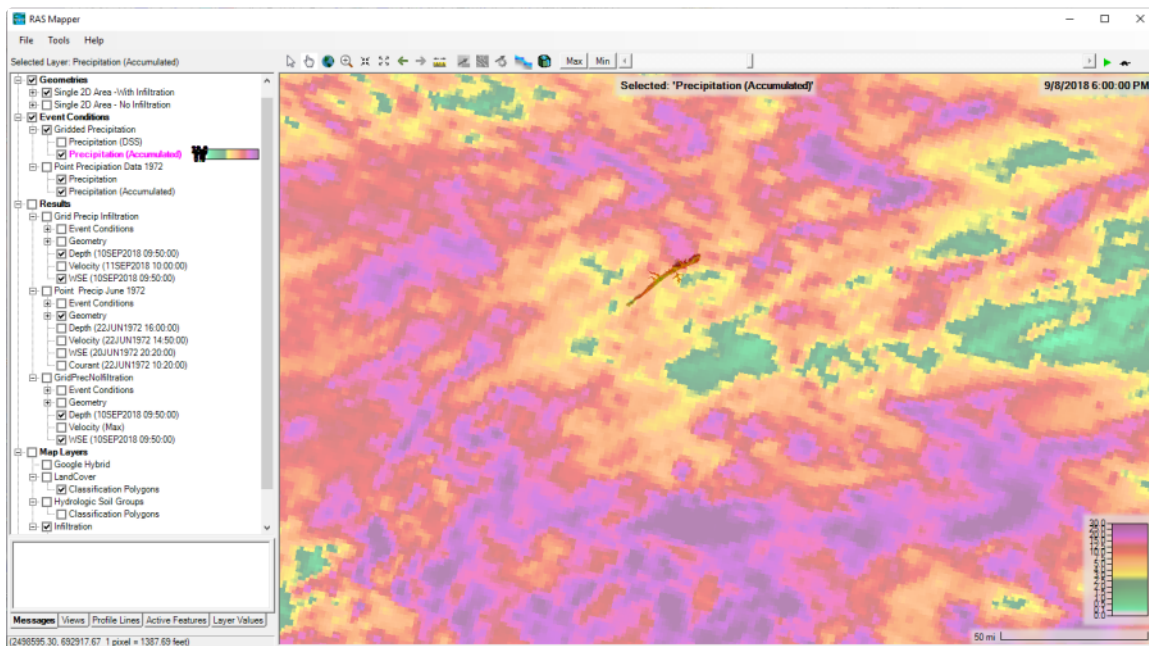 RAS Mapper
File Tools Help
Selected Layer: Precipitation (Accumulated)
Max Min
Geometries
Single 2D Area -With Infiltration
Single 2D Area - No Infiltration
Event Conditions
Gridded Precipitation
Precipitation (DSS)
Precipitation (Accumulated)
Point Precipiation Data 1972
Precipitation
Precipitation (Accumulated)
Results
Grid Precip Infiltration
Event Conditions
Geometry
Depth (10SEP2018 09:50:00)
Velocity (11SEP2018 10:00:00)
WSE (10SEP2018 09:50:00)
Point Precip June 1972
Event Conditions
Geometry
Depth (22JUN1972 16:00:00)
Velocity (22JUN1972 14:50:00)
WSE (20JUN1972 20:20:00)
Courant (22JUN1972 10:20:00)
GridPrecNoIfiltration
Event Conditions
Geometry
Depth (10SEP2018 09:50:00)
Velocity (Max)
WSE (10SEP2018 09:50:00)
Map Layers
Google Hybrid
LandCover
Classification Polygons
Hydrologic Soil Groups
Classification Polygons
Infiltration
Messages Views Profile Lines Active Features Layer Values
(2498595.30, 692917.67 1 pixel = 1387.69 feet)
Selected: 'Precipitation (Accumulated)'
9/8/2018 6:00:00 PM
50 mi